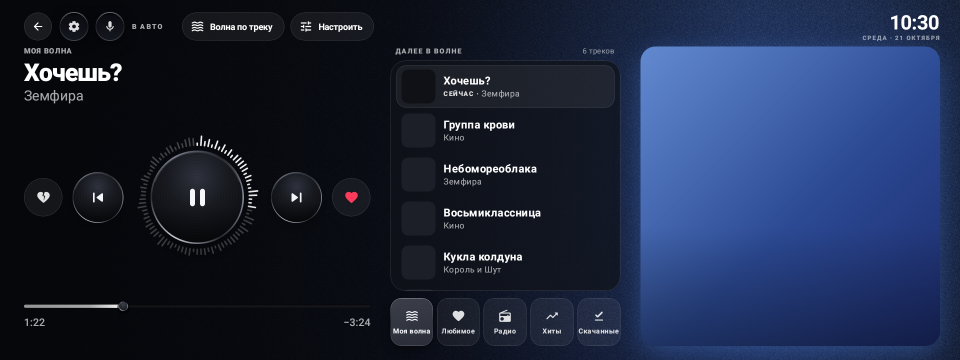 В АВТО
Волна по треку
Настроить
10:30
СРЕДА · 21 ОКТЯБРЯ
МОЯ ВОЛНА
Хочешь?
Земфира
1:22
−3:24
ДАЛЕЕ В ВОЛНЕ
6 треков
Хочешь?
СЕЙЧАС · Земфира
Группа крови
Кино
Небомореоблака
Земфира
Восьмиклассница
Кино
Кукла колдуна
Король и Шут
Моя волна
Любимое
Радио
Хиты
Скачанные